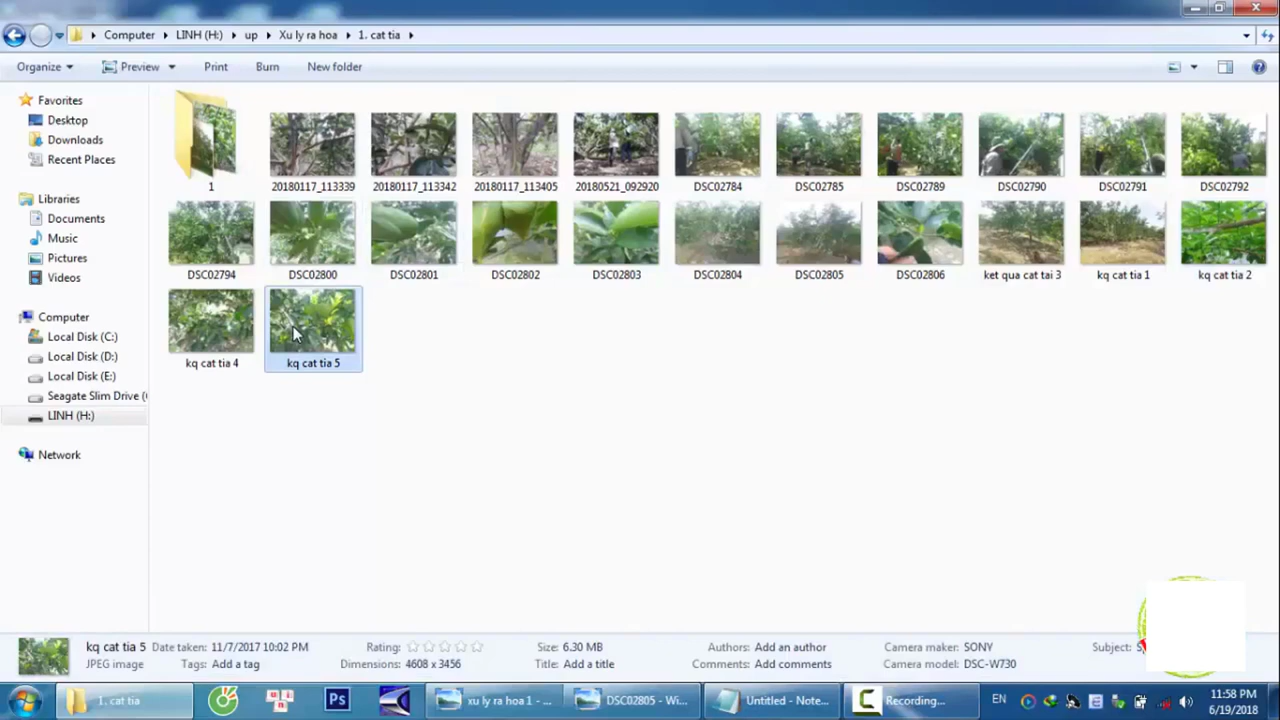 Computer LINH (H:) up Xu ly ra hoa 1. cat tia
Organize Preview Print Burn New folder
Favorites
Desktop
Downloads
Recent Places
Libraries
Documents
Music
Pictures
Videos
Computer
Local Disk (C:)
Local Disk (D:)
Local Disk (E:)
Seagate Slim Drive (
LINH (H:)
Network
1 20180117_113339 20180117_113342 20180117_113405 20180521_092920 DSC02784 DSC02785 DSC02789 DSC02790 DSC02791 DSC02792
DSC02794 DSC02800 DSC02801 DSC02802 DSC02803 DSC02804 DSC02805 DSC02806 ket qua cat tai 3 kq cat tia 1 kq cat tia 2
kq cat tia 4 kq cat tia 5
kq cat tia 5 Date taken: 11/7/2017 10:02 PM Rating: Size: 6.30 MB Authors: Add an author Camera maker: SONY Subject:
JPEG image Tags: Add a tag Dimensions: 4608 x 3456 Title: Add a title Comments: Add comments Camera model: DSC-W730
1. cat tia Ps xu ly ra hoa 1 - ... DSC02805 - Wi... Untitled - Note... Recording... EN 11:58 PM
6/19/2018